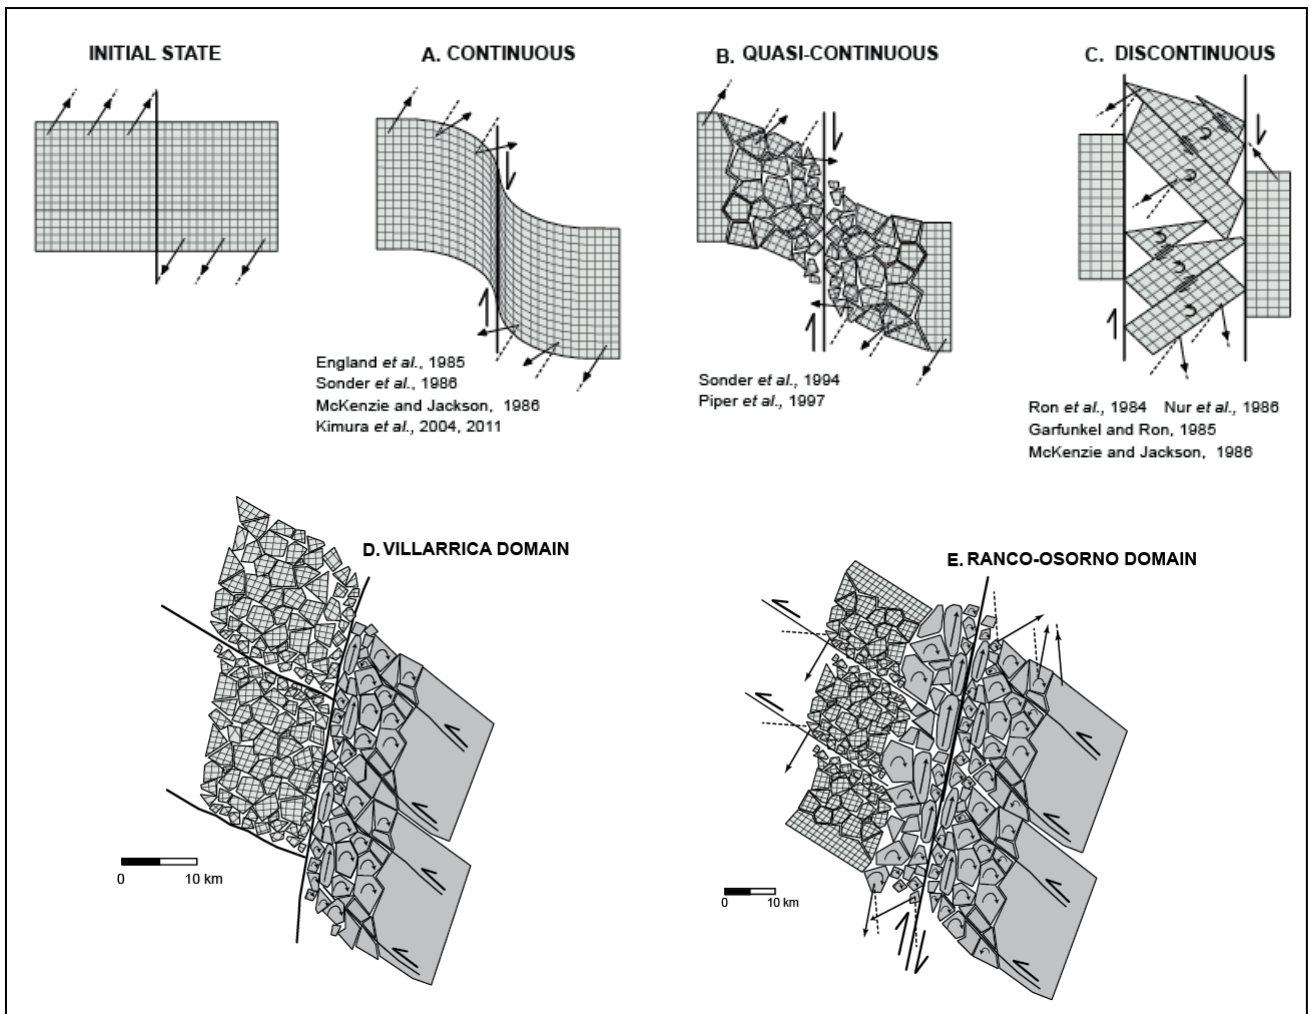 INITIAL STATE
A. CONTINUOUS
B. QUASI-CONTINUOUS
C. DISCONTINUOUS
England et al., 1985
Sonder et al., 1986
McKenzie and Jackson, 1986
Kimura et al., 2004, 2011
Sonder et al., 1994
Piper et al., 1997
Ron et al., 1984 Nur et al., 1986
Garfunkel and Ron, 1985
McKenzie and Jackson, 1986
D. VILLARRICA DOMAIN
0 10 km
E. RANCO-OSORNO DOMAIN
0 10 km